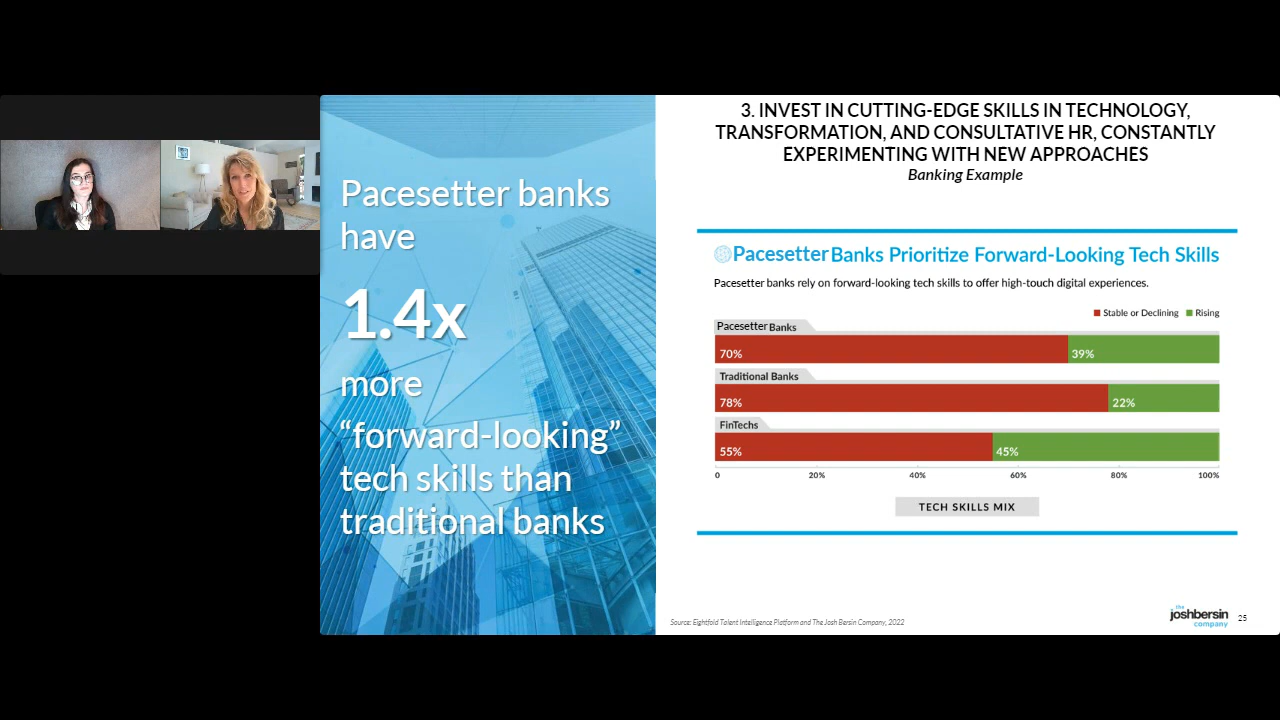 Pacesetter banks
have
1.4x
more
“forward-looking”
tech skills than
traditional banks
3. INVEST IN CUTTING-EDGE SKILLS IN TECHNOLOGY,
TRANSFORMATION, AND CONSULTATIVE HR, CONSTANTLY
EXPERIMENTING WITH NEW APPROACHES
Banking Example
Pacesetter Banks Prioritize Forward-Looking Tech Skills
Pacesetter banks rely on forward-looking tech skills to offer high-touch digital experiences.
Stable or Declining Rising
Pacesetter Banks
70% 39%
Traditional Banks
78% 22%
FinTechs
55% 45%
0 20% 40% 60% 80% 100%
TECH SKILLS MIX
Source: Eightfold Talent Intelligence Platform and The Josh Bersin Company, 2022
the
joshbersin
company
25